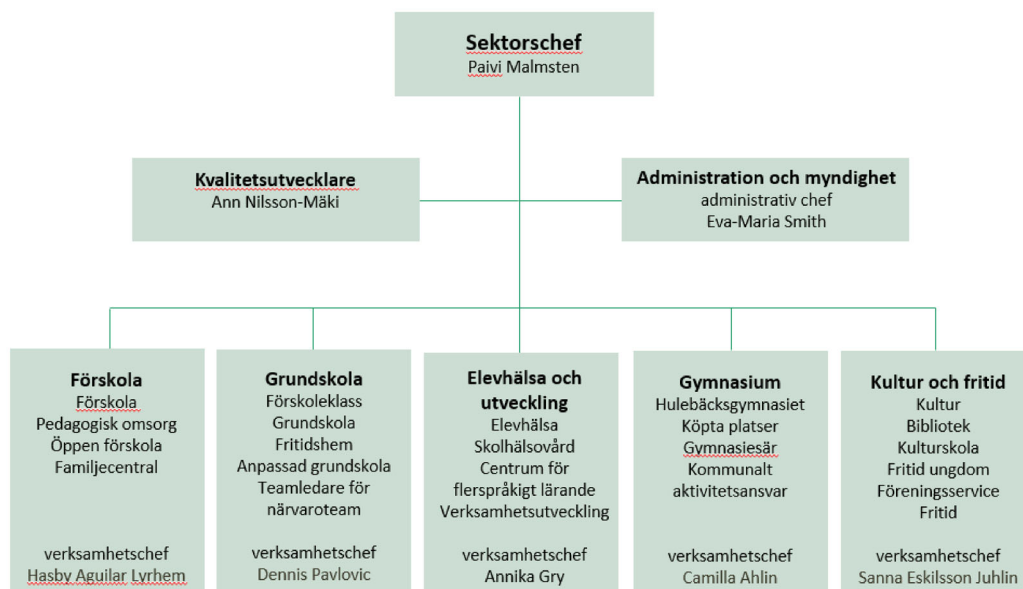 Sektorschef
Paivi Malmsten
Kvalitetsutvecklare
Ann Nilsson-Mäki
Administration och myndighet
administrativ chef
Eva-Maria Smith
Förskola
Förskola
Pedagogisk omsorg
Öppen förskola
Familjecentral
verksamhetschef
Hasby Aguilar Lyrhem
Grundskola
Förskoleklass
Grundskola
Fritidshem
Anpassad grundskola
Teamledare för
närvaroteam
verksamhetschef
Dennis Pavlovic
Elevhälsa och
utveckling
Elevhälsa
Skolhälsovård
Centrum för
flerspråkigt lärande
Verksamhetsutveckling
verksamhetschef
Annika Gry
Gymnasium
Hulebäcksgymnasiet
Köpta platser
Gymnasiesär
Kommunalt
aktivitetsansvar
verksamhetschef
Camilla Ahlin
Kultur och fritid
Kultur
Bibliotek
Kulturskola
Fritid ungdom
Föreningsservice
Fritid
verksamhetschef
Sanna Eskilsson Juhlin